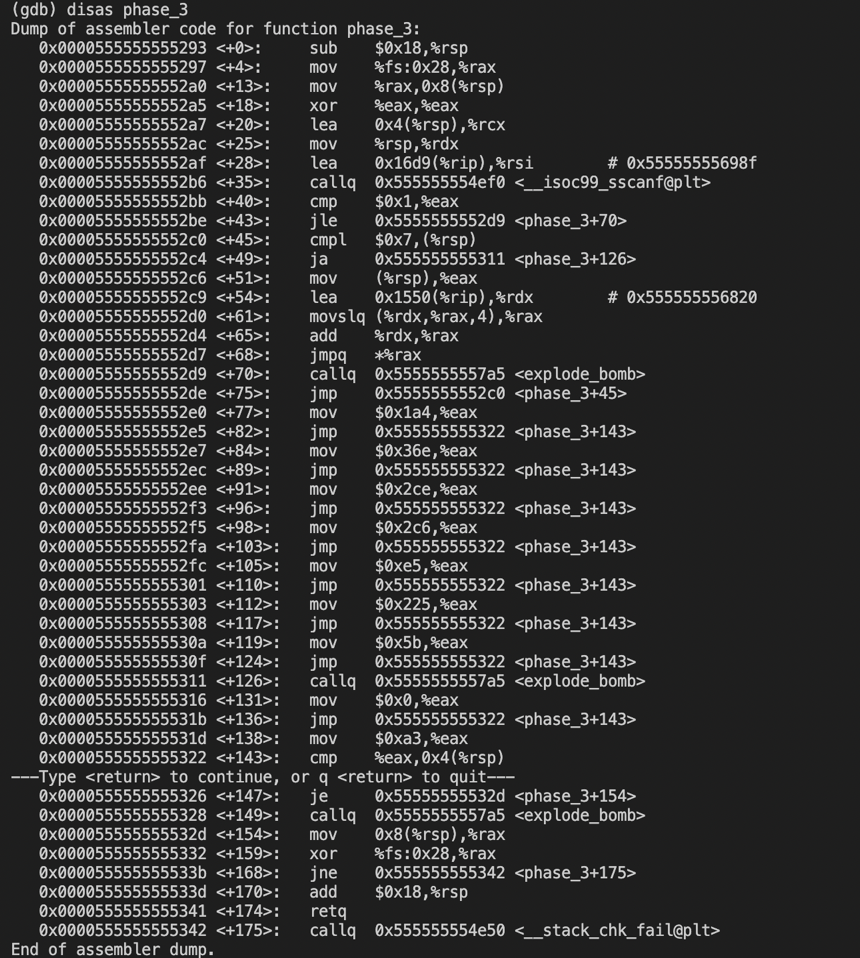 (gdb) disas phase_3
Dump of assembler code for function phase_3:
   0x0000555555555293 <+0>:     sub    $0x18,%rsp
   0x0000555555555297 <+4>:     mov    %fs:0x28,%rax
   0x00005555555552a0 <+13>:    mov    %rax,0x8(%rsp)
   0x00005555555552a5 <+18>:    xor    %eax,%eax
   0x00005555555552a7 <+20>:    lea    0x4(%rsp),%rcx
   0x00005555555552ac <+25>:    mov    %rsp,%rdx
   0x00005555555552af <+28>:    lea    0x16d9(%rip),%rsi        # 0x55555555698f
   0x00005555555552b6 <+35>:    callq  0x555555554ef0 <__isoc99_sscanf@plt>
   0x00005555555552bb <+40>:    cmp    $0x1,%eax
   0x00005555555552be <+43>:    jle    0x5555555552d9 <phase_3+70>
   0x00005555555552c0 <+45>:    cmpl   $0x7,(%rsp)
   0x00005555555552c4 <+49>:    ja     0x555555555311 <phase_3+126>
   0x00005555555552c6 <+51>:    mov    (%rsp),%eax
   0x00005555555552c9 <+54>:    lea    0x1550(%rip),%rdx        # 0x555555556820
   0x00005555555552d0 <+61>:    movslq (%rdx,%rax,4),%rax
   0x00005555555552d4 <+65>:    add    %rdx,%rax
   0x00005555555552d7 <+68>:    jmpq   *%rax
   0x00005555555552d9 <+70>:    callq  0x5555555557a5 <explode_bomb>
   0x00005555555552de <+75>:    jmp    0x5555555552c0 <phase_3+45>
   0x00005555555552e0 <+77>:    mov    $0x1a4,%eax
   0x00005555555552e5 <+82>:    jmp    0x555555555322 <phase_3+143>
   0x00005555555552e7 <+84>:    mov    $0x36e,%eax
   0x00005555555552ec <+89>:    jmp    0x555555555322 <phase_3+143>
   0x00005555555552ee <+91>:    mov    $0x2ce,%eax
   0x00005555555552f3 <+96>:    jmp    0x555555555322 <phase_3+143>
   0x00005555555552f5 <+98>:    mov    $0x2c6,%eax
   0x00005555555552fa <+103>:   jmp    0x555555555322 <phase_3+143>
   0x00005555555552fc <+105>:   mov    $0xe5,%eax
   0x0000555555555301 <+110>:   jmp    0x555555555322 <phase_3+143>
   0x0000555555555303 <+112>:   mov    $0x225,%eax
   0x0000555555555308 <+117>:   jmp    0x555555555322 <phase_3+143>
   0x000055555555530a <+119>:   mov    $0x5b,%eax
   0x000055555555530f <+124>:   jmp    0x555555555322 <phase_3+143>
   0x0000555555555311 <+126>:   callq  0x5555555557a5 <explode_bomb>
   0x0000555555555316 <+131>:   mov    $0x0,%eax
   0x000055555555531b <+136>:   jmp    0x555555555322 <phase_3+143>
   0x000055555555531d <+138>:   mov    $0xa3,%eax
   0x0000555555555322 <+143>:   cmp    %eax,0x4(%rsp)
---Type <return> to continue, or q <return> to quit---
   0x0000555555555326 <+147>:   je     0x55555555532d <phase_3+154>
   0x0000555555555328 <+149>:   callq  0x5555555557a5 <explode_bomb>
   0x000055555555532d <+154>:   mov    0x8(%rsp),%rax
   0x0000555555555332 <+159>:   xor    %fs:0x28,%rax
   0x000055555555533b <+168>:   jne    0x555555555342 <phase_3+175>
   0x000055555555533d <+170>:   add    $0x18,%rsp
   0x0000555555555341 <+174>:   retq
   0x0000555555555342 <+175>:   callq  0x555555554e50 <__stack_chk_fail@plt>
End of assembler dump.